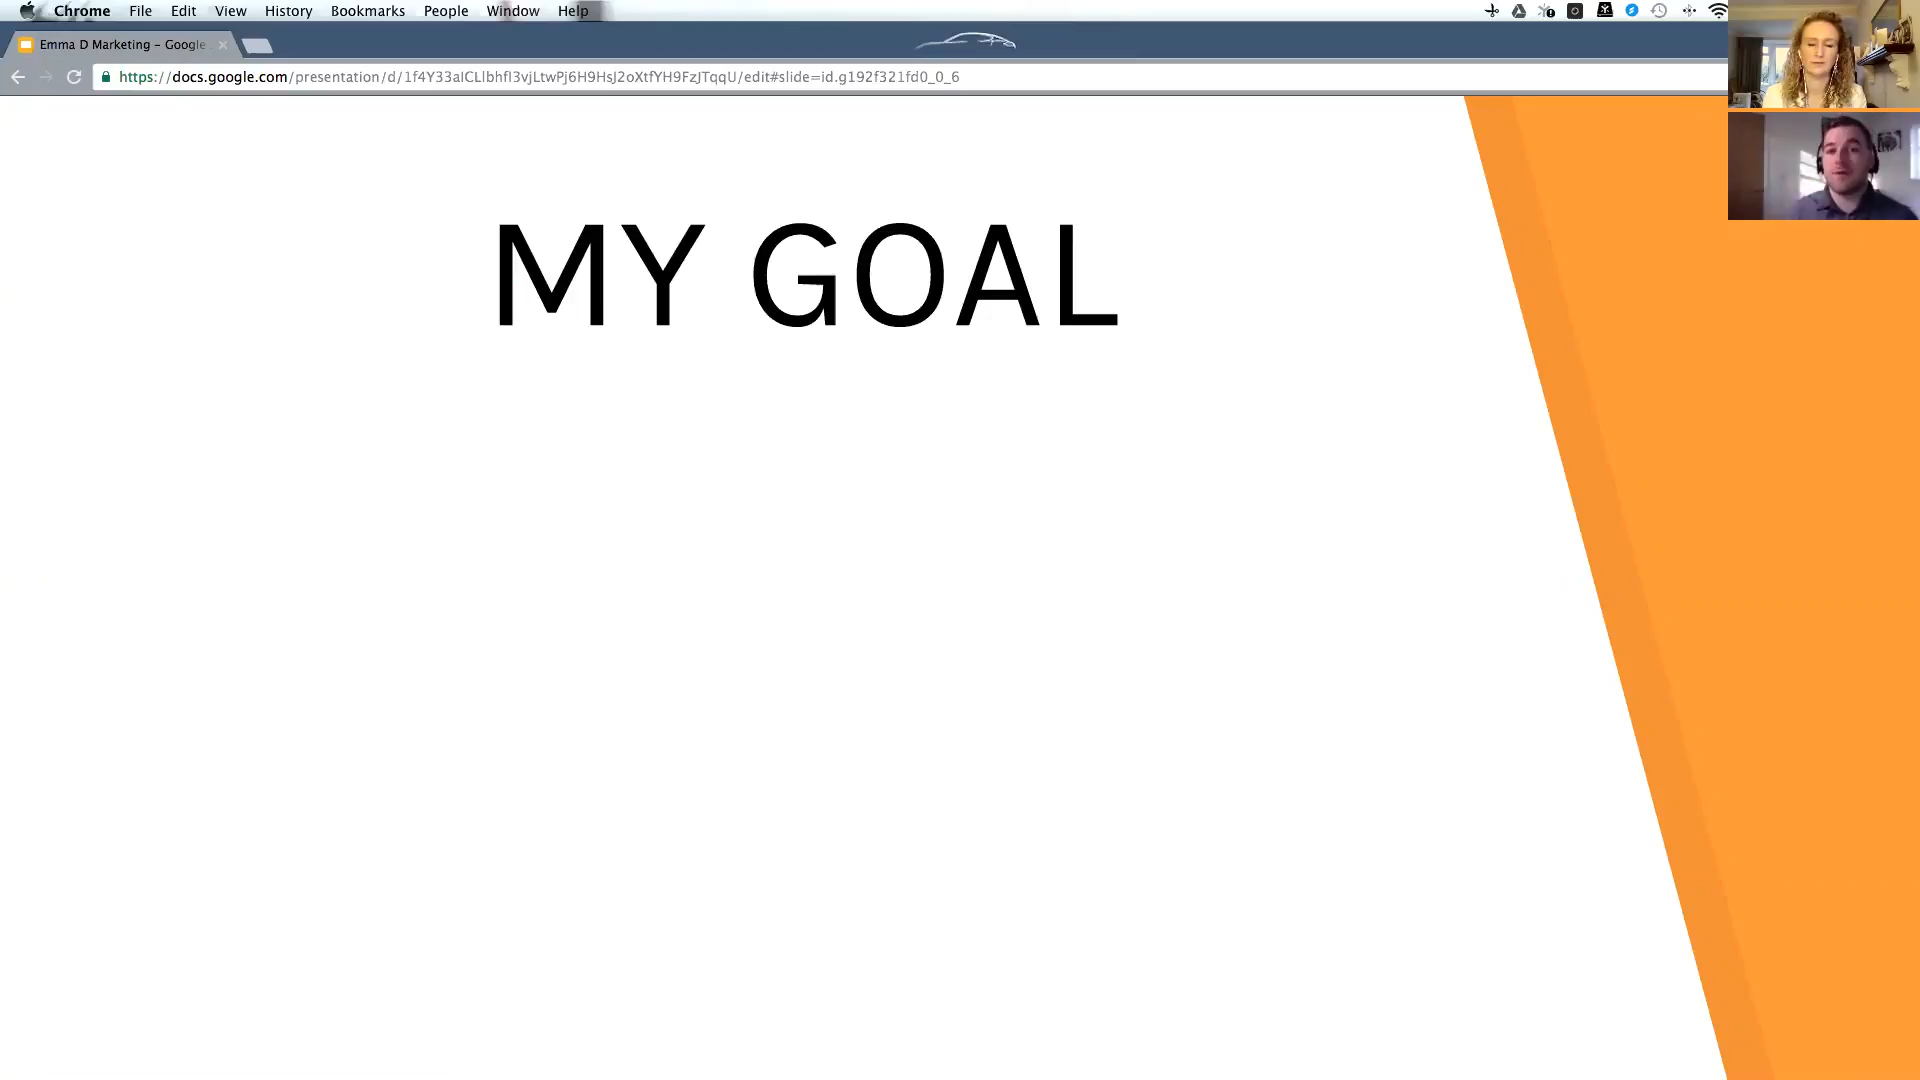 Chrome File Edit View History Bookmarks People Window Help
Emma D Marketing - Google
https://docs.google.com/presentation/d/1f4Y33aICLlbhfI3vjLtwPj6H9HsJ2oXtfYH9FzJTqqU/edit#slide=id.g192f321fd0_0_6
MY GOAL